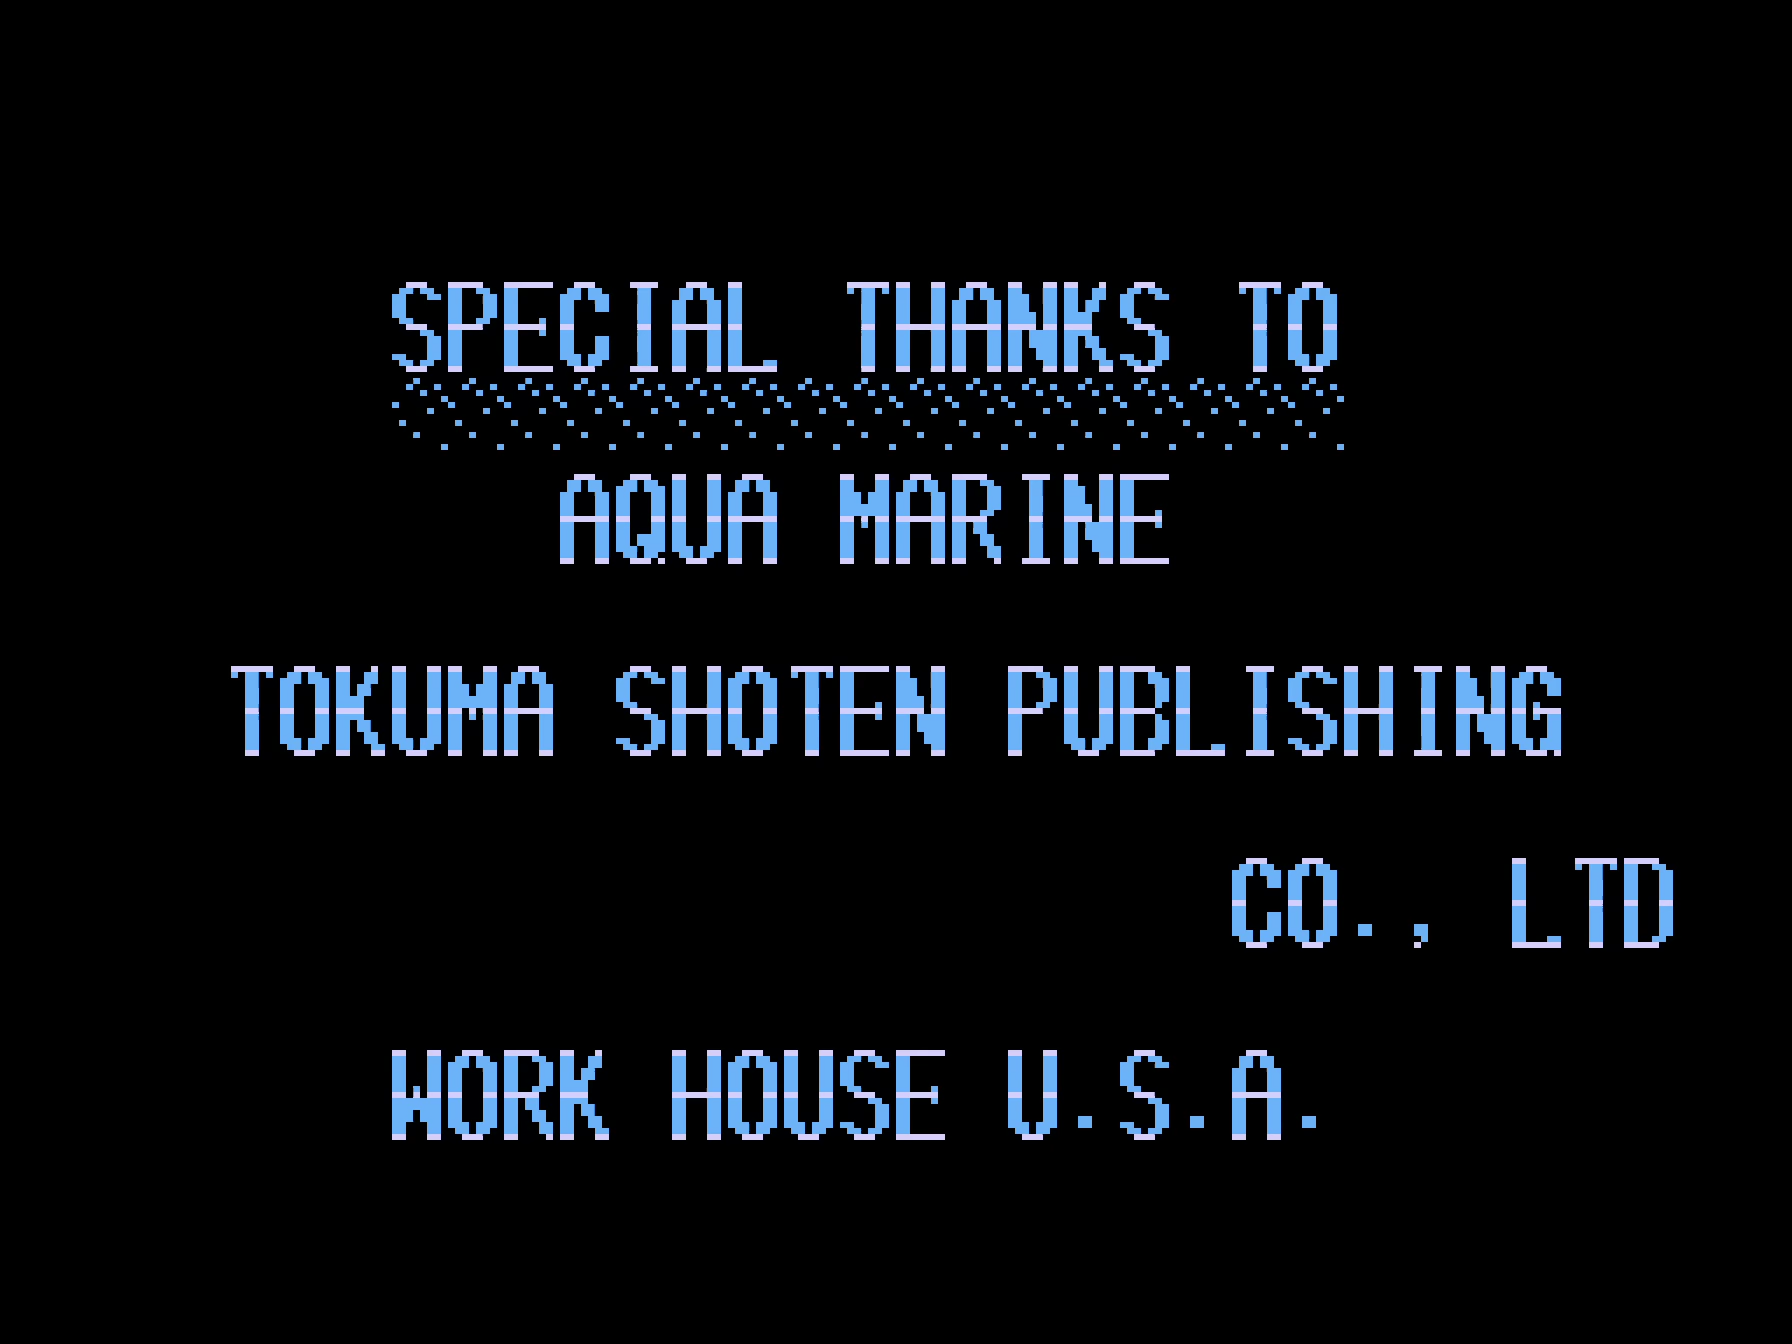 SPECIAL THANKS TO
AQUA MARINE
TOKUMA SHOTEN PUBLISHING
CO., LTD
WORK HOUSE U.S.A.